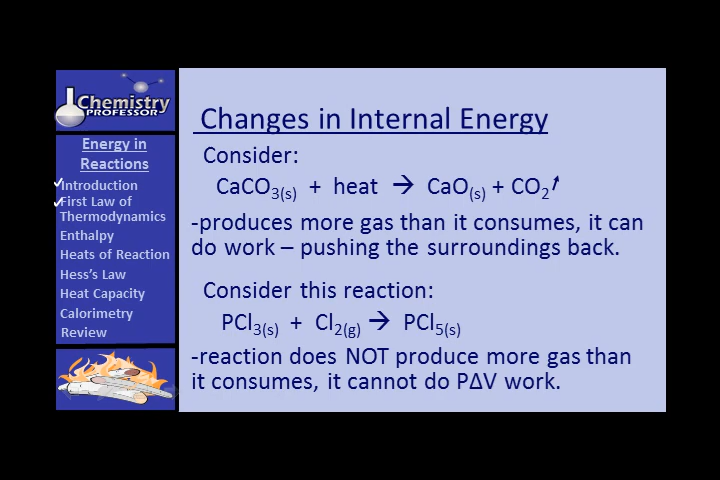 Chemistry
PROFESSOR
Energy in
Reactions
✓Introduction
✓First Law of
Thermodynamics
Enthalpy
Heats of Reaction
Hess's Law
Heat Capacity
Calorimetry
Review
Changes in Internal Energy
Consider:
CaCO3(s) + heat → CaO(s) + CO2↑
-produces more gas than it consumes, it can
do work – pushing the surroundings back.
Consider this reaction:
PCl3(s) + Cl2(g) → PCl5(s)
-reaction does NOT produce more gas than
it consumes, it cannot do PΔV work.